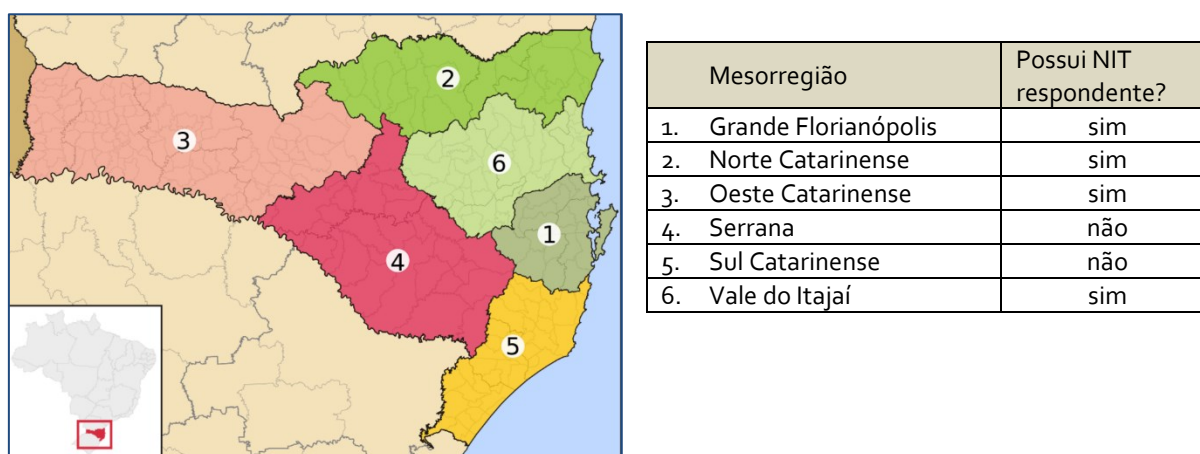 2
3
6
1
4
5
Mesorregião Possui NIT
respondente?
1. Grande Florianópolis sim
2. Norte Catarinense sim
3. Oeste Catarinense sim
4. Serrana não
5. Sul Catarinense não
6. Vale do Itajaí sim